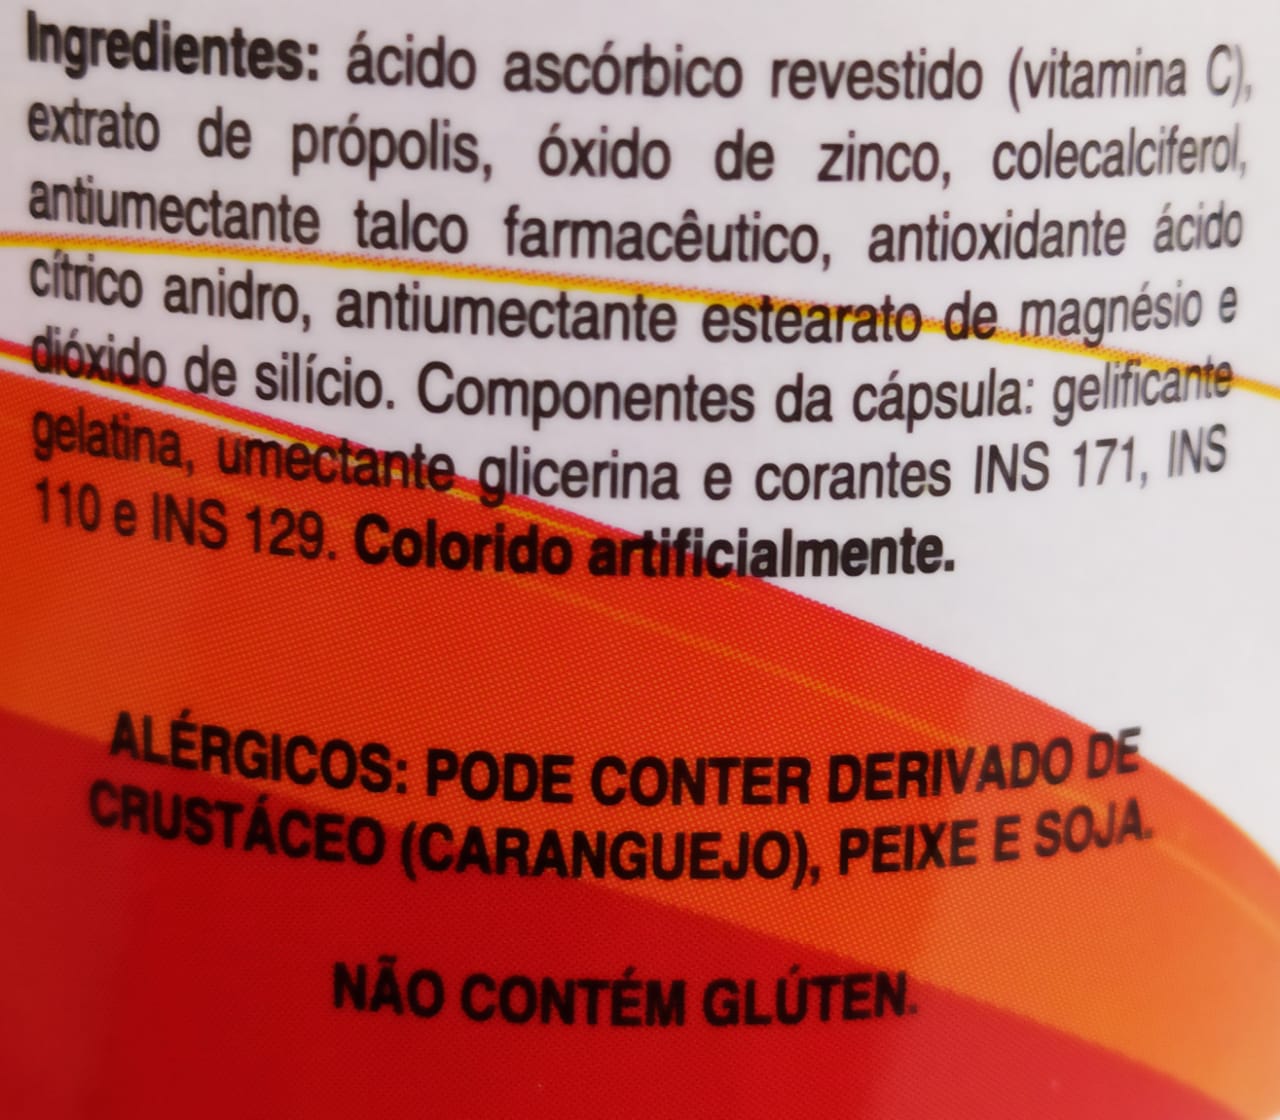 Ingredientes: ácido ascórbico revestido (vitamina C),
extrato de própolis, óxido de zinco, colecalciferol,
antiumectante talco farmacêutico, antioxidante ácido
cítrico anidro, antiumectante estearato de magnésio e
dióxido de silício. Componentes da cápsula: gelificante
gelatina, umectante glicerina e corantes INS 171, INS
110 e INS 129. Colorido artificialmente.
ALÉRGICOS: PODE CONTER DERIVADO DE
CRUSTÁCEO (CARANGUEJO), PEIXE E SOJA.
NÃO CONTÉM GLÚTEN.